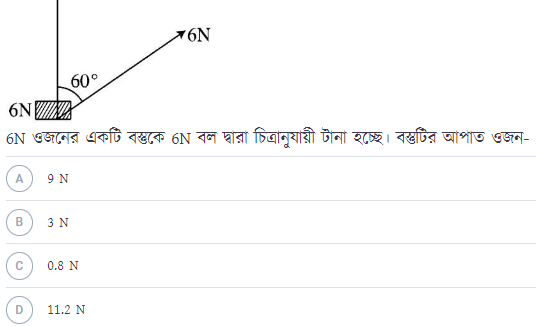 6N
60°
6N
6N ওজনের একটি বস্তুকে 6N বল দ্বারা চিত্রানুযায়ী টানা হচ্ছে। বস্তুটির আপাত ওজন-
A 9 N
B 3 N
C 0.8 N
D 11.2 N